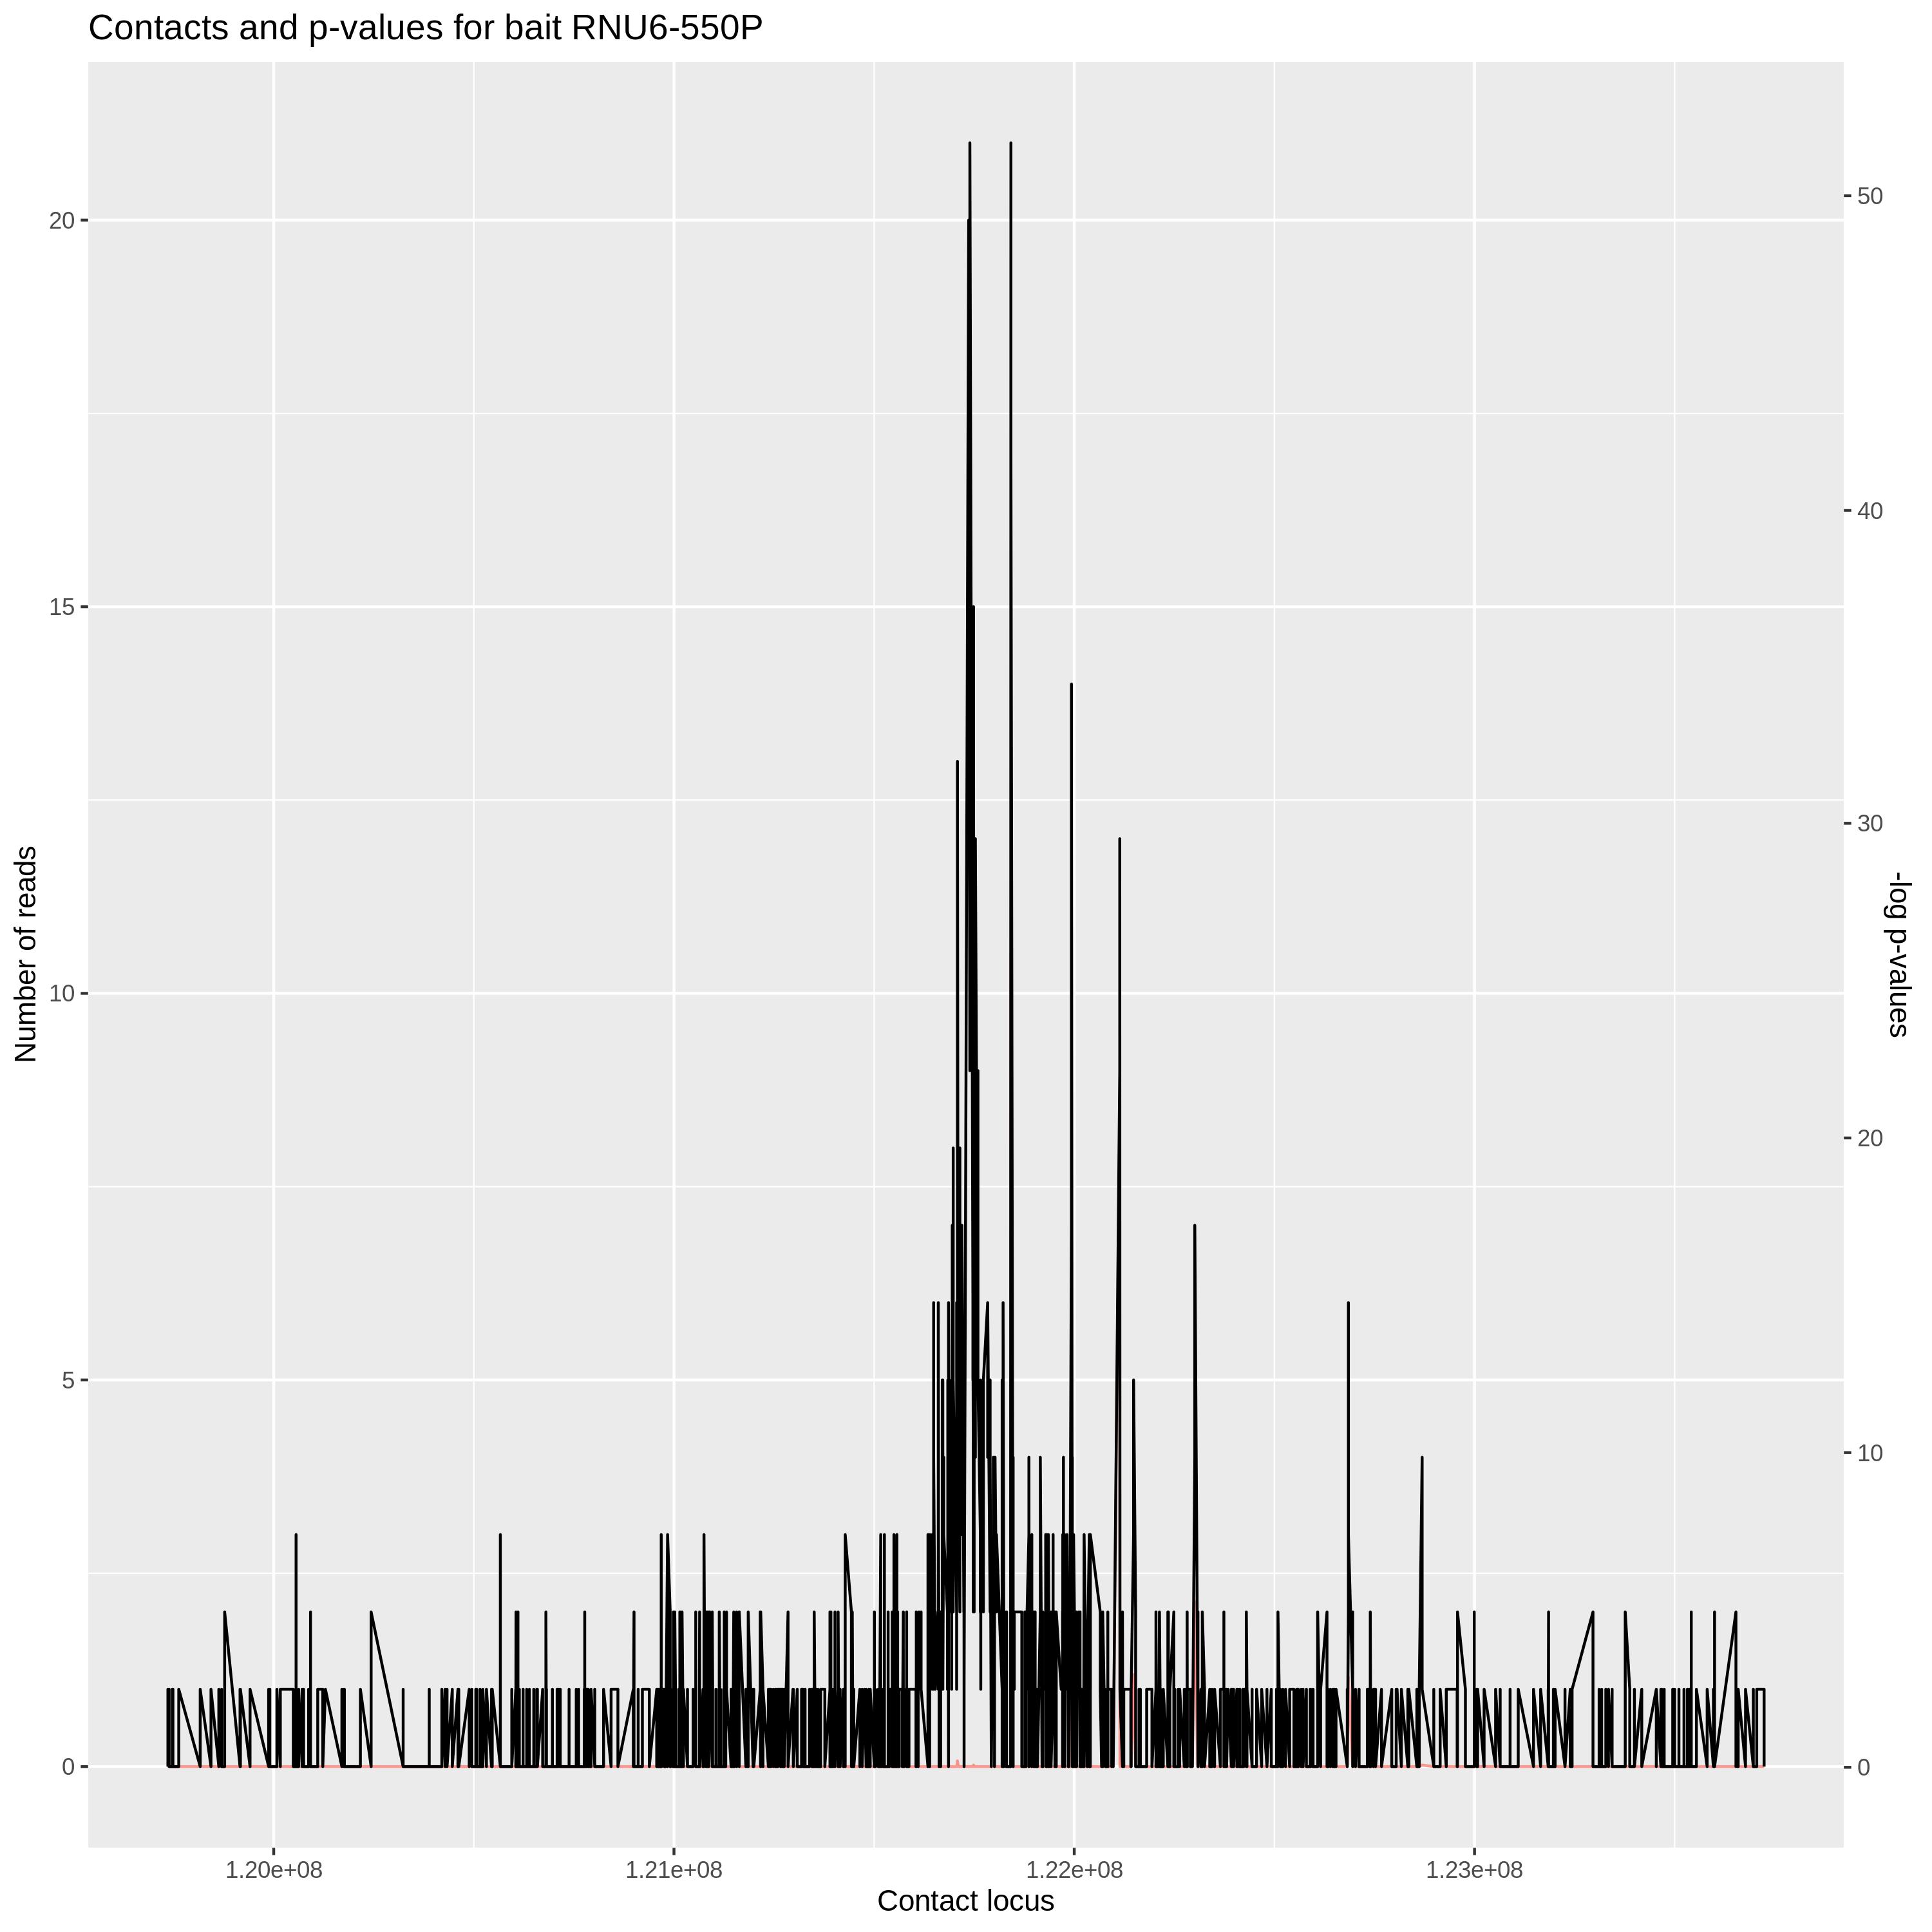 Contacts and p-values for bait RNU6-550P
20
15
10
5
0
Number of reads
50
40
30
20
10
0
-log p-values
1.20e+08 1.21e+08 1.22e+08 1.23e+08
Contact locus